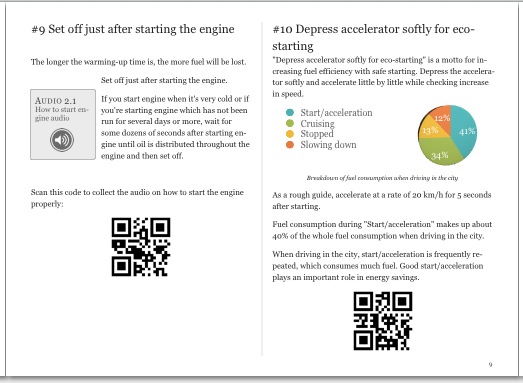 #9 Set off just after starting the engine
The longer the warming-up time is, the more fuel will be lost.
Set off just after starting the engine.
AUDIO 2.1
How to start en-
gine audio
If you start engine when it's very cold or if
you're starting engine which has not been
run for several days or more, wait for
some dozens of seconds after starting en-
gine until oil is distributed throughout the
engine and then set off.
Scan this code to collect the audio on how to start the engine
properly:
#10 Depress accelerator softly for eco-
starting
"Depress accelerator softly for eco-starting" is a motto for in-
creasing fuel efficiency with safe starting. Depress the accelera-
tor softly and accelerate little by little while checking increase
in speed.
Start/acceleration
Cruising
Stopped
Slowing down
12%
13%
41%
34%
Breakdown of fuel consumption when driving in the city
As a rough guide, accelerate at a rate of 20 km/h for 5 seconds
after starting.
Fuel consumption during "Start/acceleration" makes up about
40% of the whole fuel consumption when driving in the city.
When driving in the city, start/acceleration is frequently re-
peated, which consumes much fuel. Good start/acceleration
plays an important role in energy savings.
9